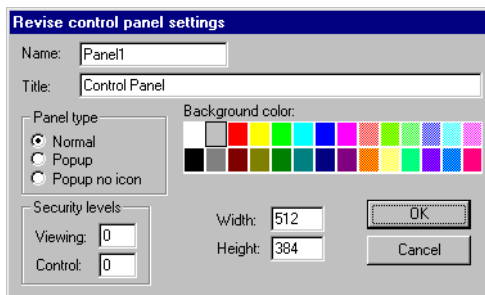 Revise control panel settings
Name: Panel1
Title: Control Panel
Panel type
Normal
Popup
Popup no icon
Background color:
Security levels
Viewing: 0
Control: 0
Width: 512
Height: 384
OK
Cancel